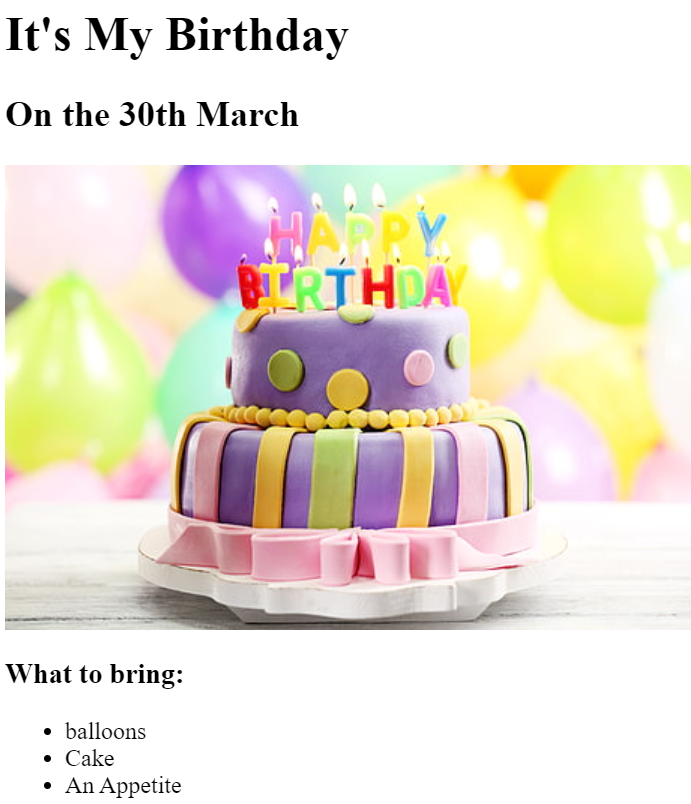 It's My Birthday
On the 30th March
HAPPY
BIRTHDAY
What to bring:
balloons
Cake
An Appetite